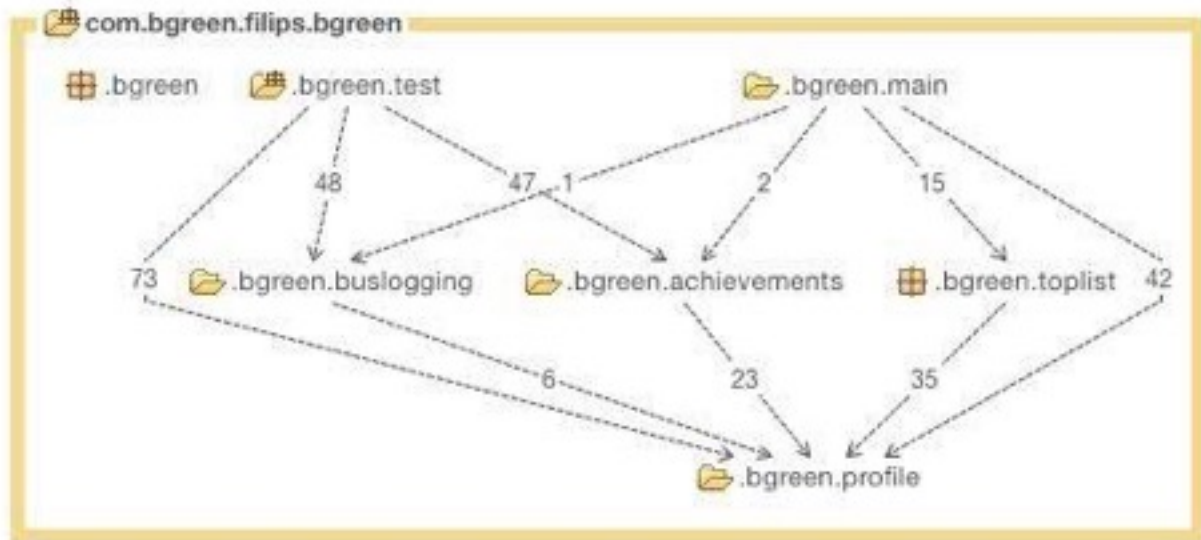 com.bgreen.filips.bgreen
.bgreen .bgreen.test .bgreen.main
48 47 1 2 15
73 .bgreen.buslogging .bgreen.achievements .bgreen.toplist 42
6 23 35
.bgreen.profile